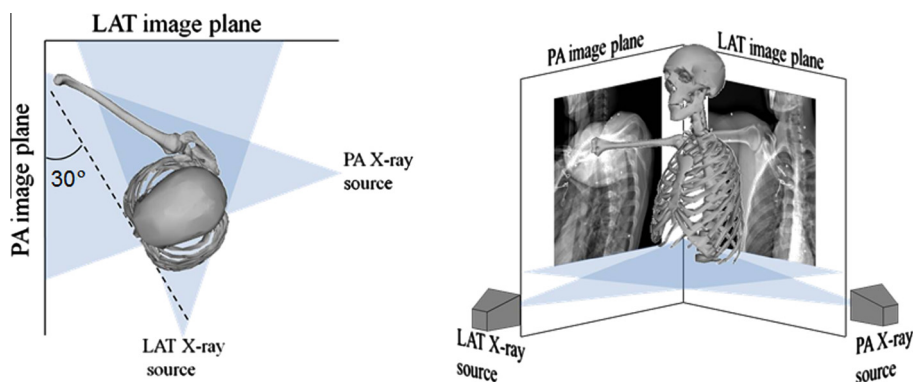 LAT image plane
PA image plane
30°
PA X-ray
source
LAT X-ray
source
PA image plane
LAT image plane
LAT X-ray
source
PA X-ray
source